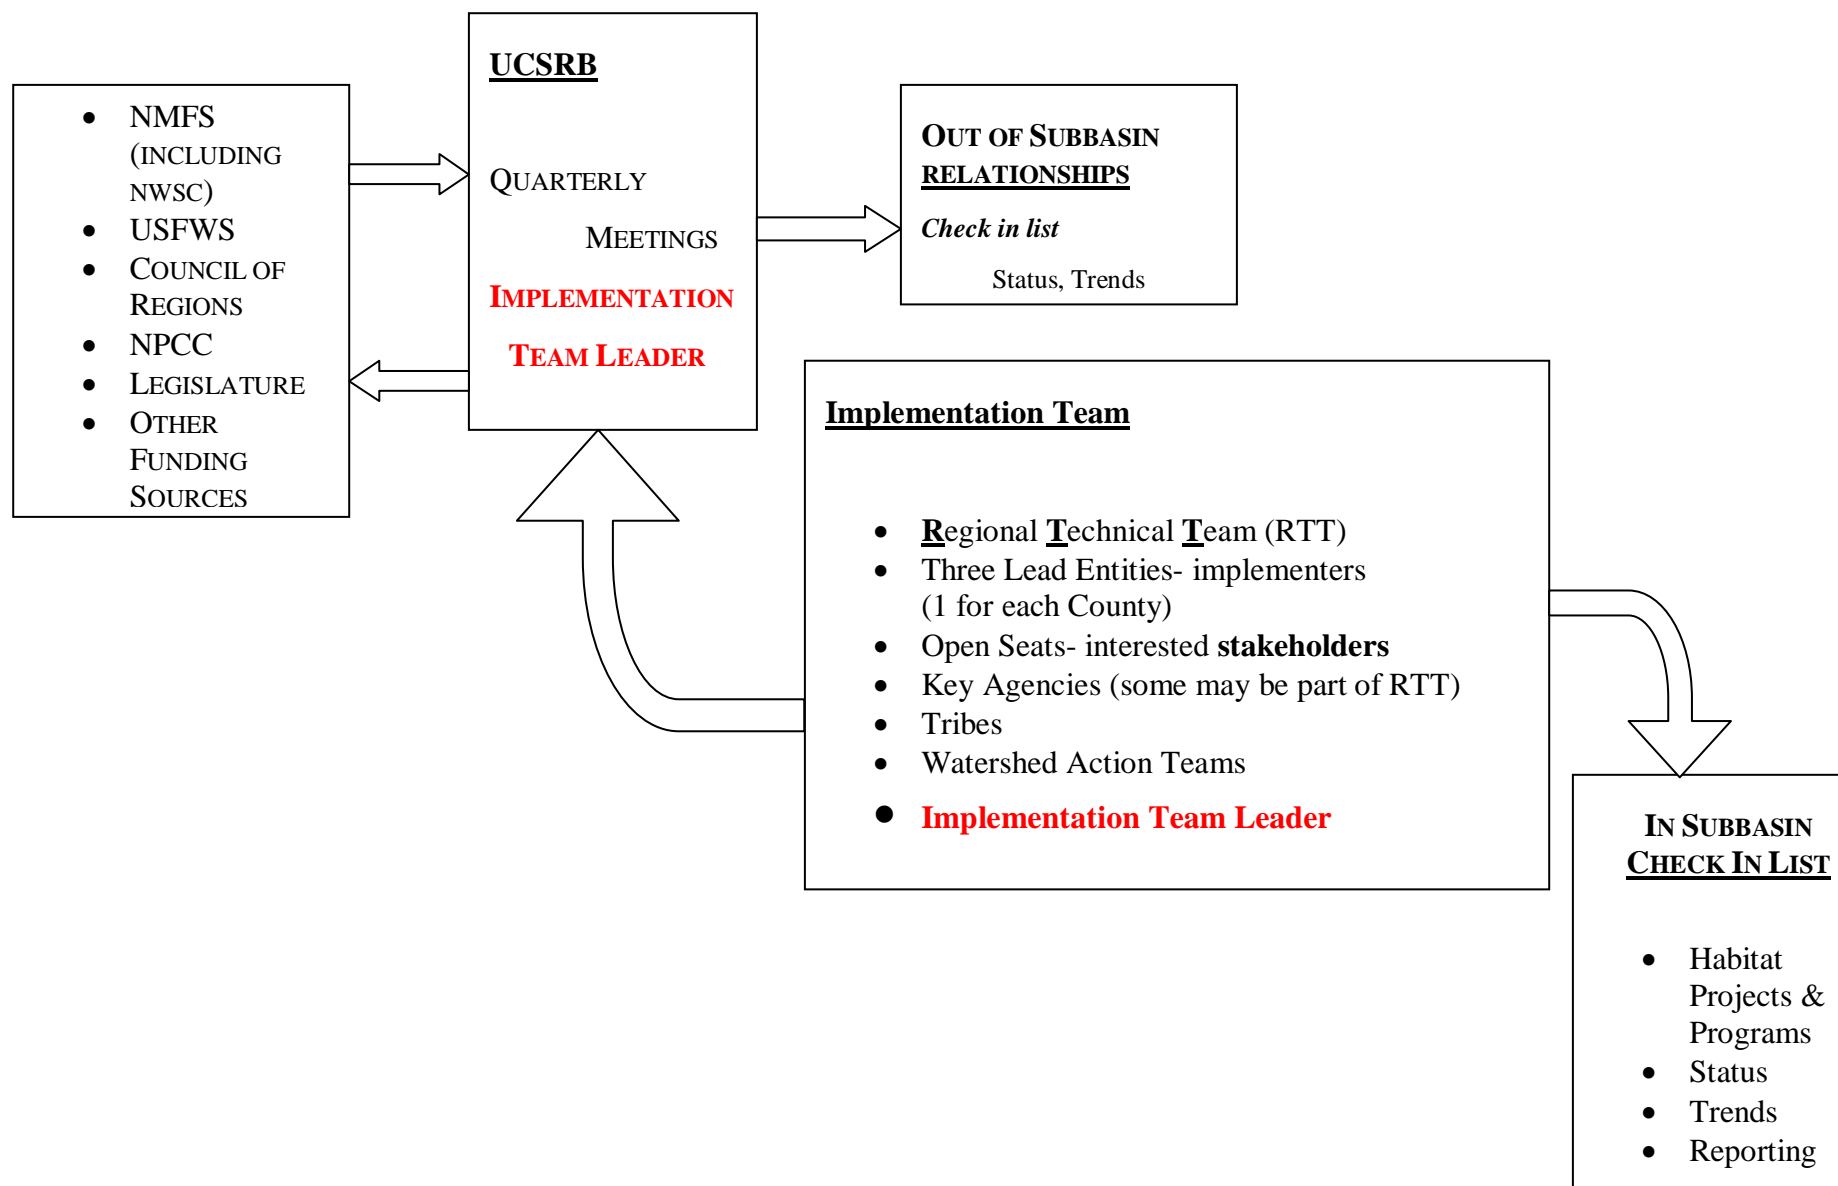 • NMFS
(INCLUDING
NWSC)
• USFWS
• COUNCIL OF
REGIONS
• NPCC
• LEGISLATURE
• OTHER
FUNDING
SOURCES
UCSRB
QUARTERLY
MEETINGS
IMPLEMENTATION
TEAM LEADER
OUT OF SUBBASIN
RELATIONSHIPS
Check in list
Status, Trends
Implementation Team
• Regional Technical Team (RTT)
• Three Lead Entities- implementers
(1 for each County)
• Open Seats- interested stakeholders
• Key Agencies (some may be part of RTT)
• Tribes
• Watershed Action Teams
• Implementation Team Leader
IN SUBBASIN
CHECK IN LIST
• Habitat
Projects &
Programs
• Status
• Trends
• Reporting